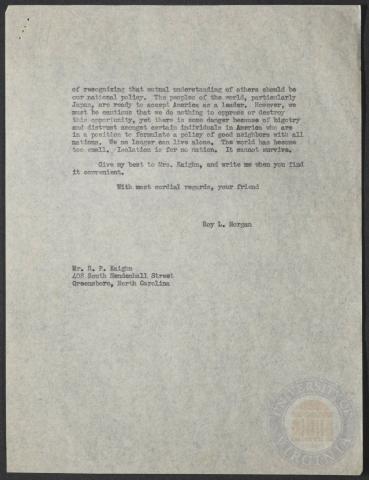 of recognizing that mutual understanding of others should be
our national policy. The peoples of the world, particularly
Japan, are ready to accept America as a leader. However, we
must be cautious that we do nothing to oppress or destroy
this opportunity, yet there is some danger because of bigotry
and distrust amongst certain individuals in America who are
in a position to formulate a policy of good neighbors with all
nations. We no longer can live alone. The world has become
too small. Isolation is for no nation. It cannot survive.
Give my best to Mrs. Kaighn, and write me when you find
it convenient.
With most cordial regards, your friend
Roy L. Morgan
Mr. R. P. Kaighn
408 South Mendenhall Street
Greensboro, North Carolina
UNIVERSITY OF
VIRGINIA